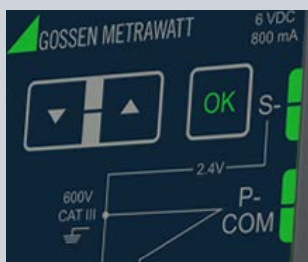 GOSSEN METRAWATT
6 VDC
800 mA
OK
S-
2.4V
600V
CAT III
P-
COM